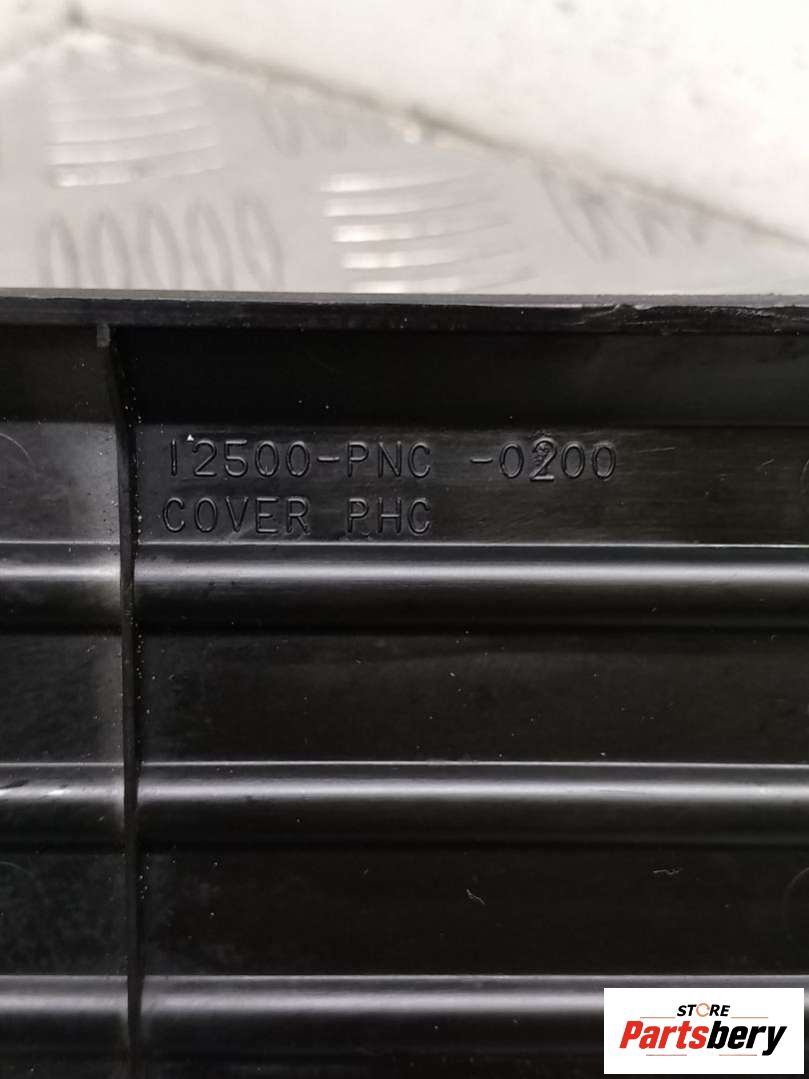 12500-PNC -0200
COVER PHC
STORE
Partsbery